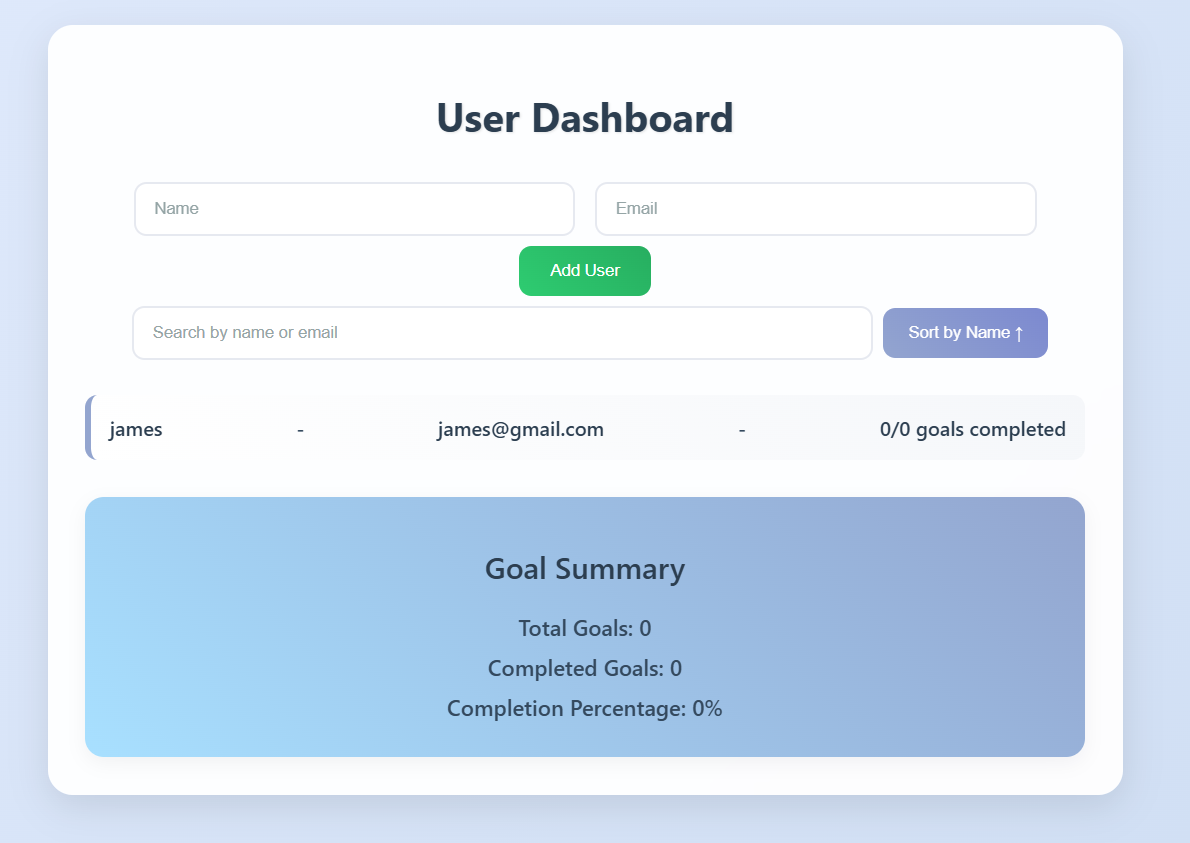 User Dashboard
Name Email
Add User
Search by name or email Sort by Name ↑
james - james@gmail.com - 0/0 goals completed
Goal Summary
Total Goals: 0
Completed Goals: 0
Completion Percentage: 0%